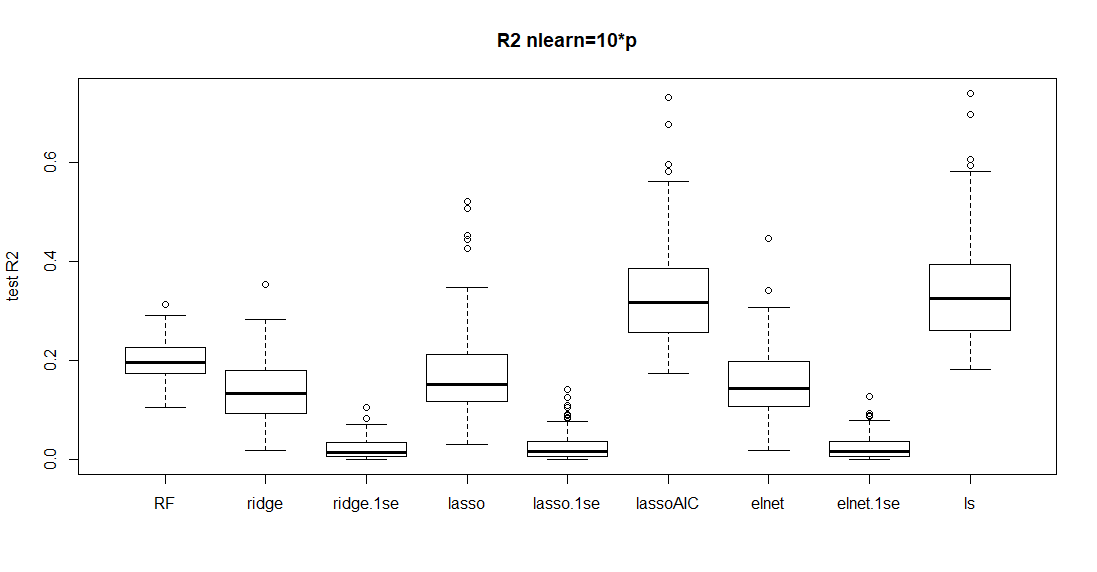 R2 nlearn=10*p
test R2
0.6
0.4
0.2
0.0
RF ridge ridge.1se lasso lasso.1se lassoAIC elnet elnet.1se ls